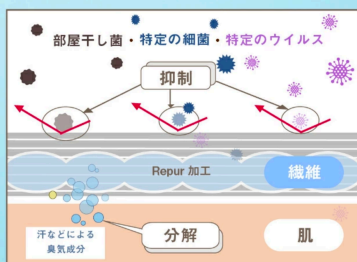 部屋干し菌・特定の細菌・特定のウイルス
抑制
Repur 加工
繊維
汗などによる
臭気成分
分解
肌